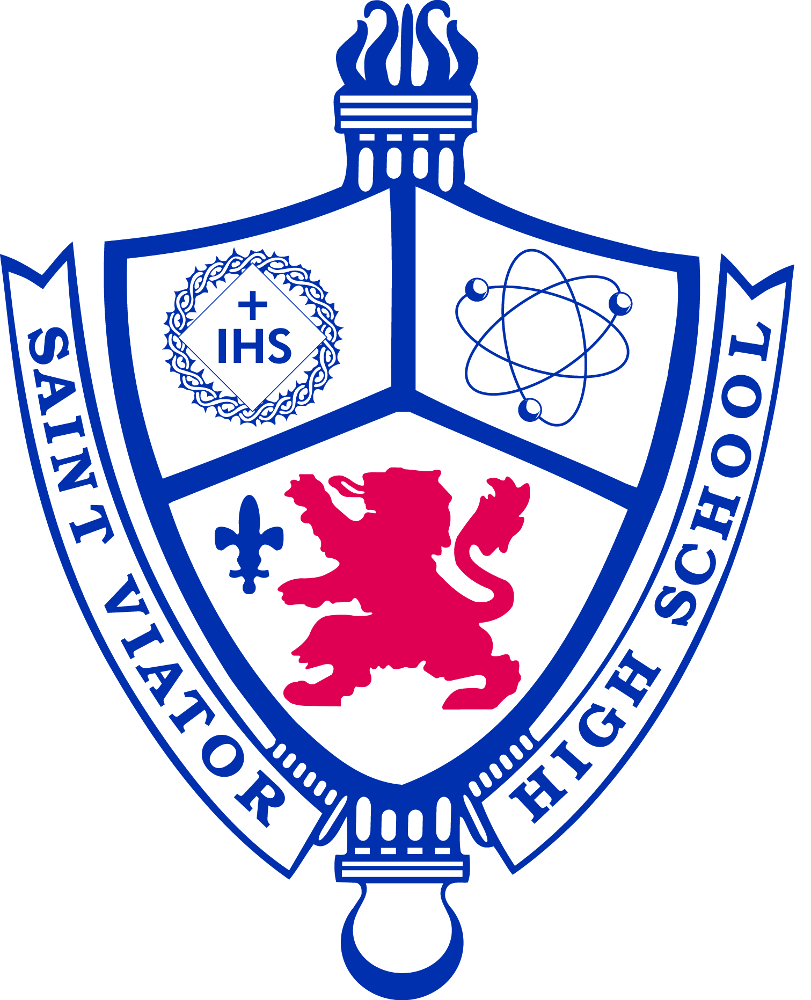 +
IHS
SAINT VIATOR
HIGH SCHOOL